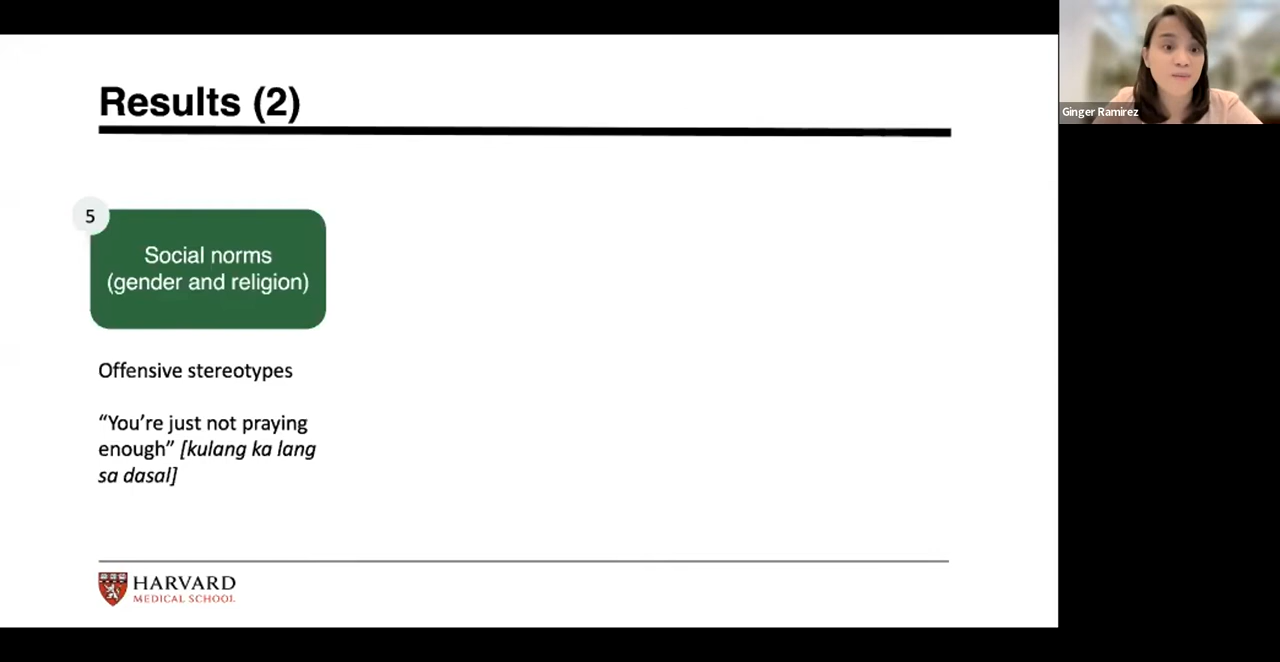 Results (2)
Ginger Ramirez
5
Social norms
(gender and religion)
Offensive stereotypes
“You’re just not praying
enough” [kulang ka lang
sa dasal]
HARVARD
MEDICAL SCHOOL